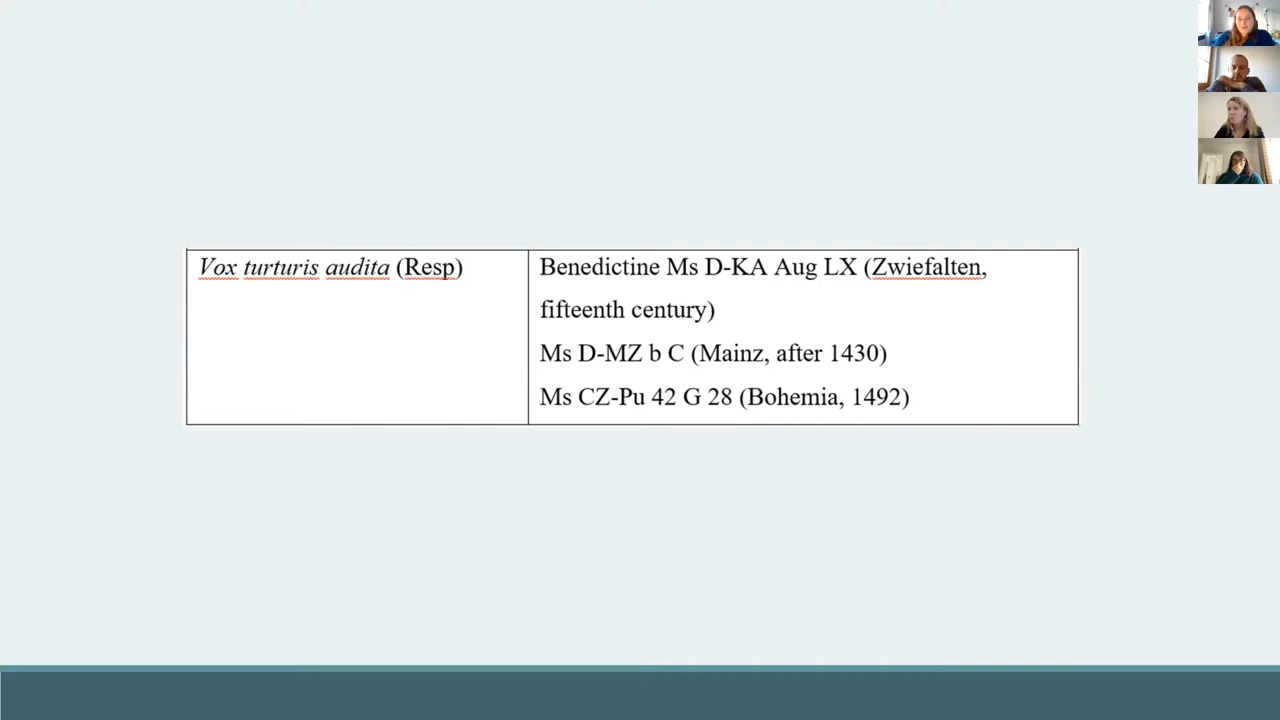 Vox turturis audita (Resp)
Benedictine Ms D-KA Aug LX (Zwiefalten,
fifteenth century)
Ms D-MZ b C (Mainz, after 1430)
Ms CZ-Pu 42 G 28 (Bohemia, 1492)